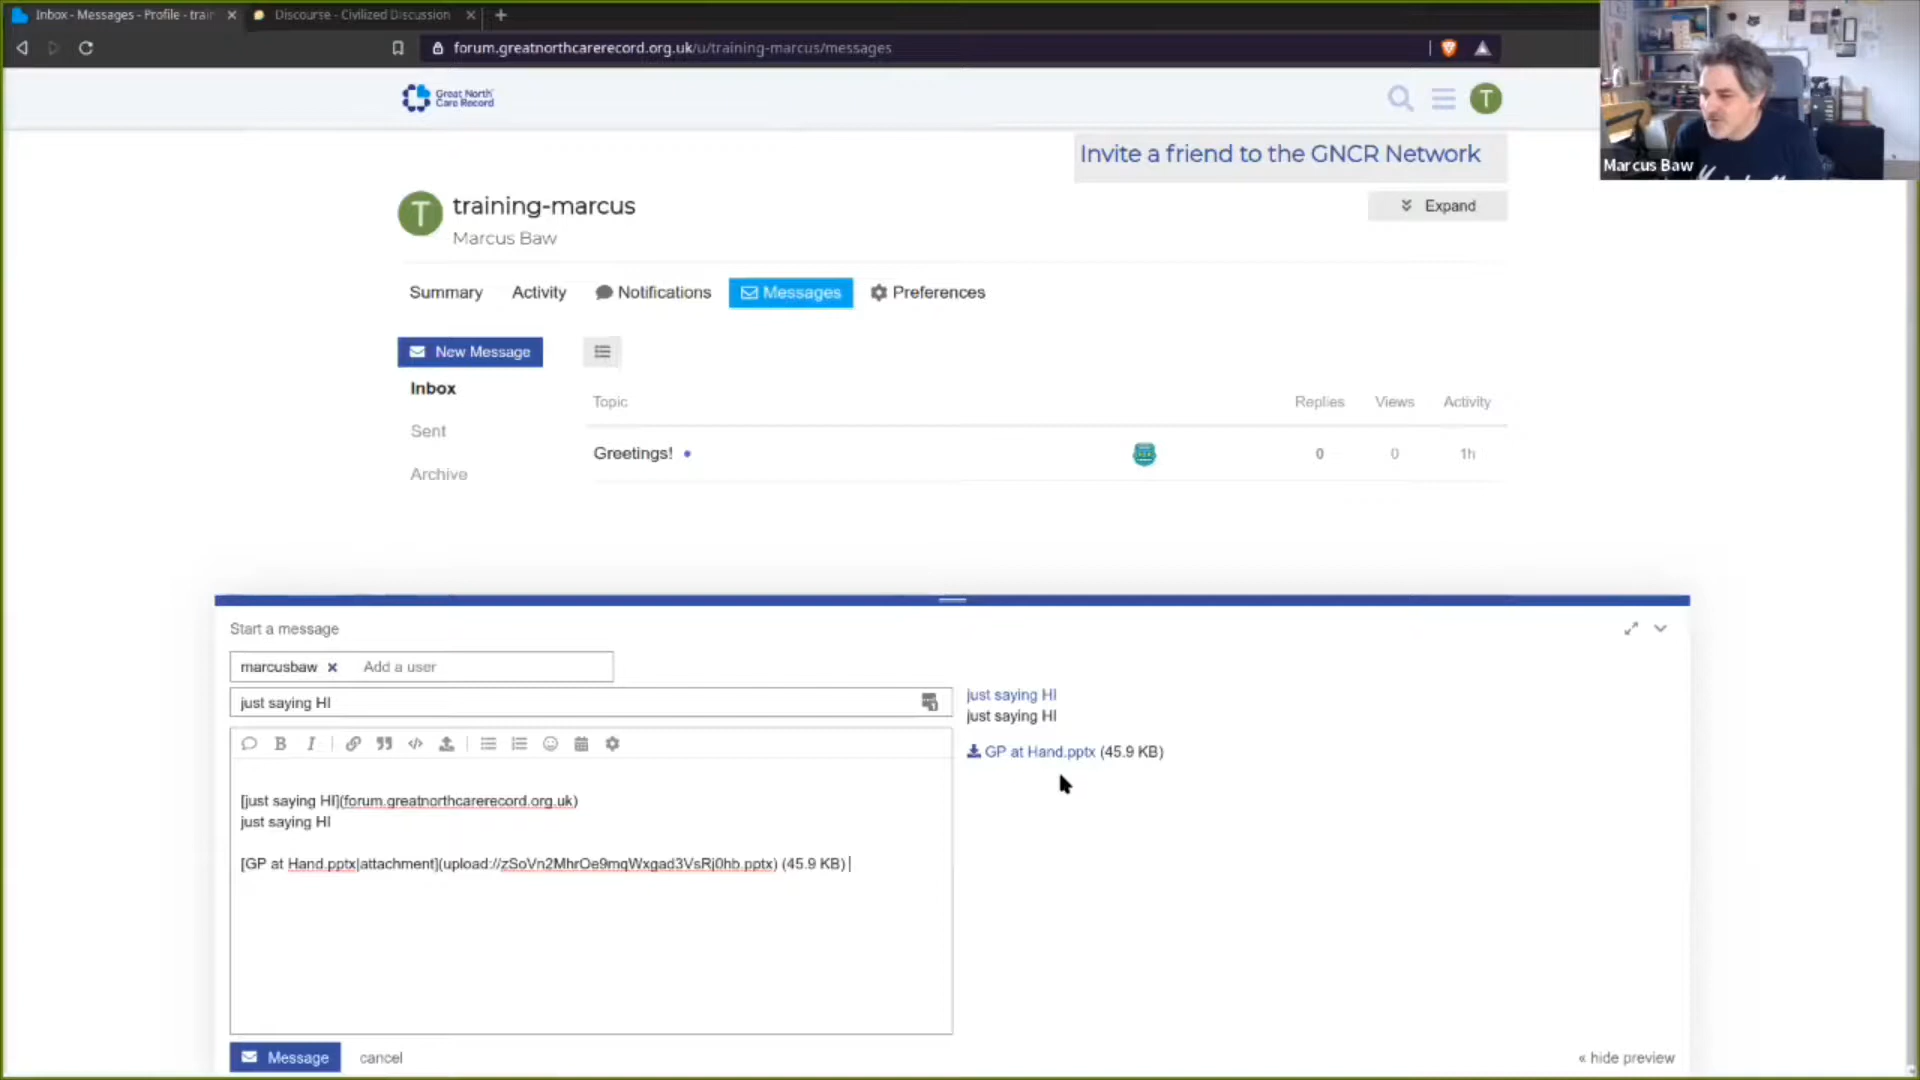 Inbox - Messages - Profile - train
Discourse - Civilized Discussion
forum.greatnorthcarerecord.org.uk/u/training-marcus/messages
Great North
Care Record
T
Invite a friend to the GNCR Network
Marcus Baw
T
training-marcus
Marcus Baw
Expand
Summary
Activity
Notifications
Messages
Preferences
New Message
Inbox
Sent
Archive
Topic
Replies
Views
Activity
Greetings!
0
0
1h
Start a message
marcusbaw
Add a user
just saying HI
just saying HI
just saying HI
GP at Hand.pptx (45.9 KB)
B
I
[just saying HI](forum.greatnorthcarerecord.org.uk)
just saying HI
[GP at Hand.pptx|attachment](upload://zSoVn2MhrOe9mqWxgad3VsRj0hb.pptx) (45.9 KB)
Message
cancel
« hide preview